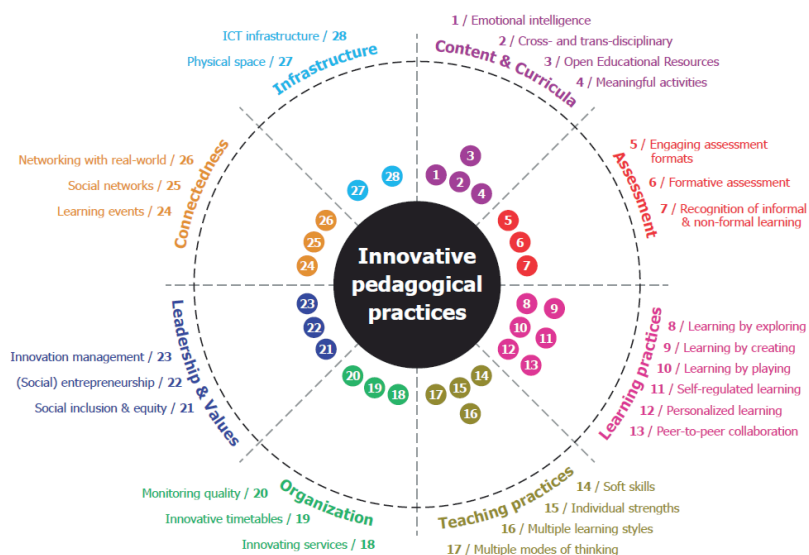 ICT infrastructure / 28
Physical space / 27
Infrastructure
Content & Curricula
1 / Emotional intelligence
2 / Cross- and trans-disciplinary
3 / Open Educational Resources
4 / Meaningful activities
Assessment
5 / Engaging assessment
formats
6 / Formative assessment
7 / Recognition of informal
& non-formal learning
Connectedness
Networking with real-world / 26
Social networks / 25
Learning events / 24
28
27
26
25
24
1
2
3
4
5
6
7
Innovative
pedagogical
practices
23
22
21
20
19
18
17
16
15
14
8
9
10
11
12
13
Leadership & Values
Innovation management / 23
(Social) entrepreneurship / 22
Social inclusion & equity / 21
Learning practices
8 / Learning by exploring
9 / Learning by creating
10 / Learning by playing
11 / Self-regulated learning
12 / Personalized learning
13 / Peer-to-peer collaboration
Organization
Monitoring quality / 20
Innovative timetables / 19
Innovating services / 18
Teaching practices
14 / Soft skills
15 / Individual strengths
16 / Multiple learning styles
17 / Multiple modes of thinking